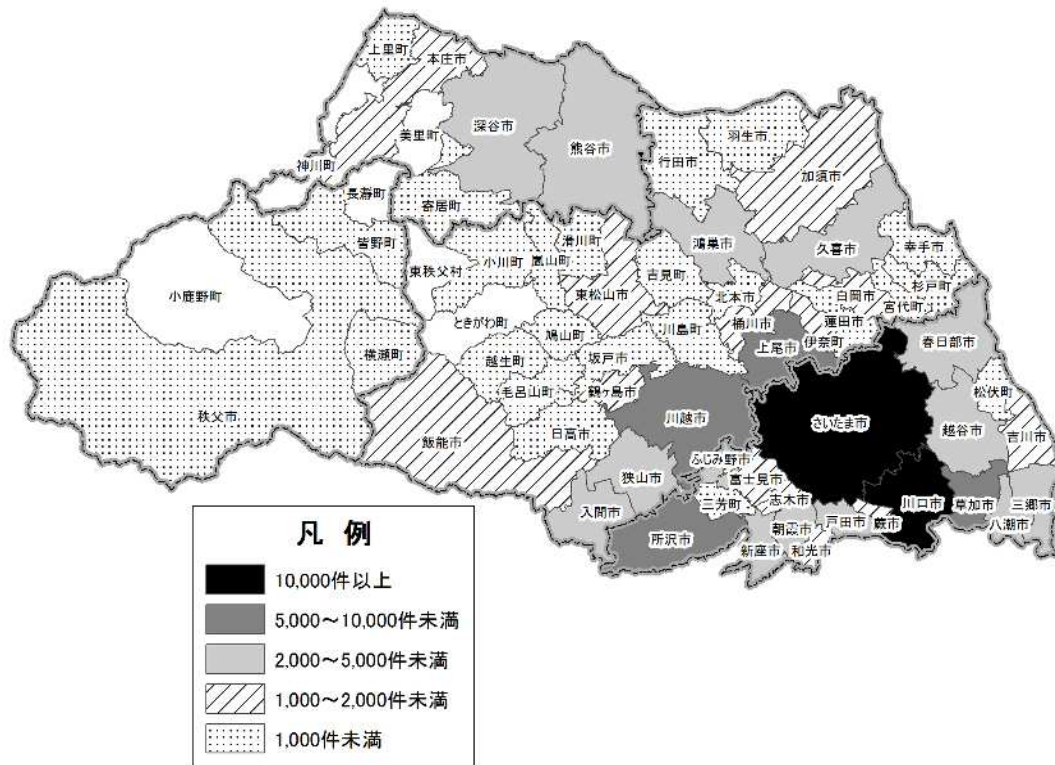 上里町
本庄市
美里町
深谷市
熊谷市
神川町
長瀞町
寄居町
皆野町
行田市
羽生市
加須市
鴻巣市
久喜市
幸手市
杉戸町
小鹿野町
東秩父村
小川町
嵐山町
滑川町
吉見町
東松山市
北本市
白岡市
宮代町
ときがわ町
鳩山町
川島町
桶川市
蓮田市
上尾市
伊奈町
春日部市
横瀬町
越生町
坂戸市
毛呂山町
鶴ヶ島市
松伏町
秩父市
飯能市
日高市
川越市
さいたま市
越谷市
吉川市
狭山市
ふじみ野市
富士見市
入間市
三芳町
志木市
川口市
草加市
三郷市
所沢市
朝霞市
戸田市
蕨市
八潮市
新座市
和光市
凡 例
10,000件以上
5,000～10,000件未満
2,000～5,000件未満
1,000～2,000件未満
1,000件未満